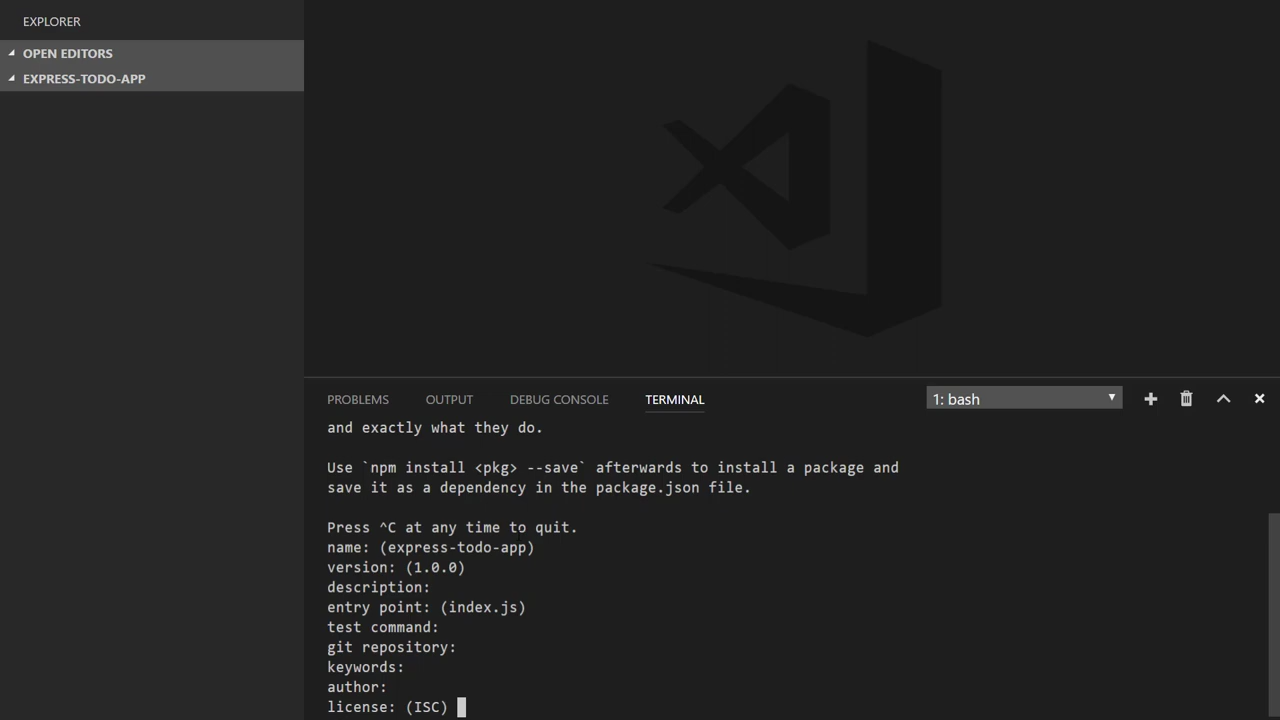 EXPLORER
OPEN EDITORS
EXPRESS-TODO-APP
PROBLEMS OUTPUT DEBUG CONSOLE TERMINAL 1: bash
and exactly what they do.
Use `npm install <pkg> --save` afterwards to install a package and
save it as a dependency in the package.json file.
Press ^C at any time to quit.
name: (express-todo-app)
version: (1.0.0)
description:
entry point: (index.js)
test command:
git repository:
keywords:
author:
license: (ISC)